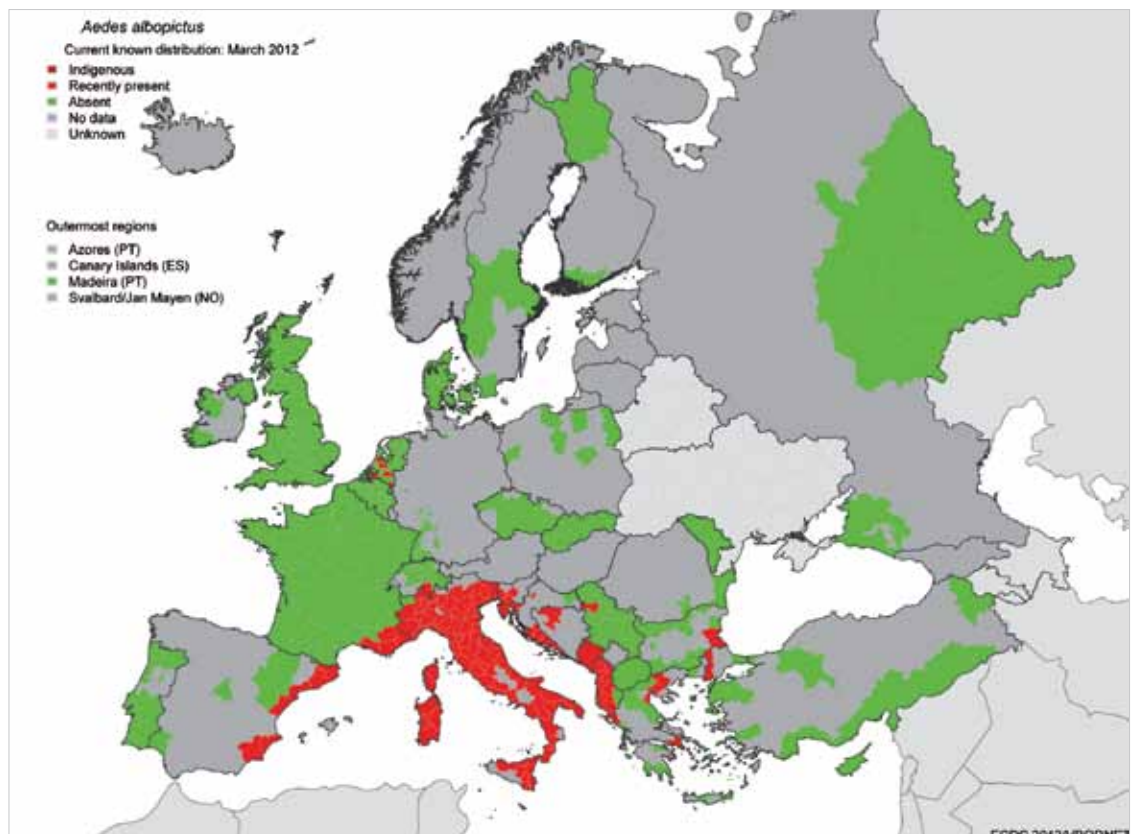 Aedes albopictus
Current known distribution: March 2012
Indigenous
Recently present
Absent
No data
Unknown
Outermost regions
Azores (PT)
Canary Islands (ES)
Madeira (PT)
Svalbard/Jan Mayen (NO)